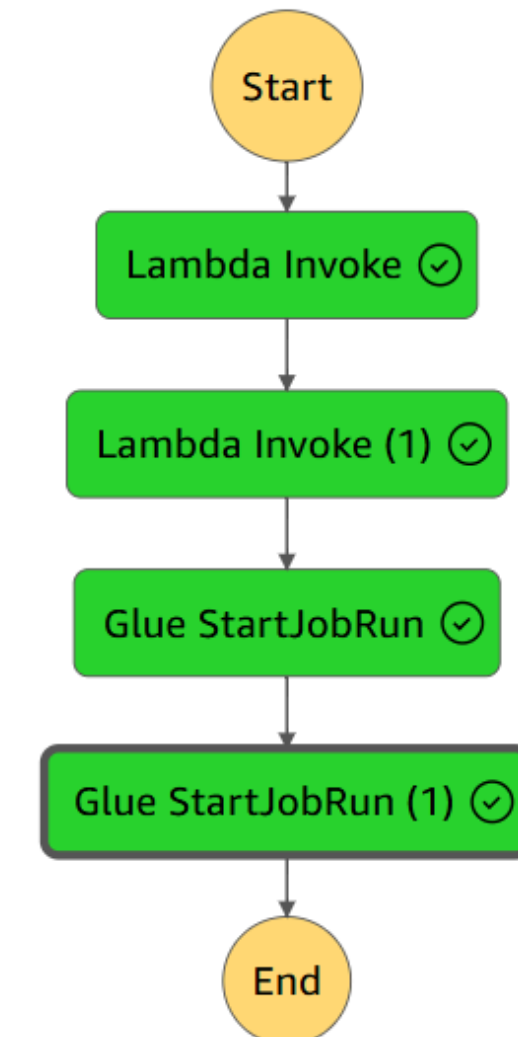 Start
Lambda Invoke
Lambda Invoke (1)
Glue StartJobRun
Glue StartJobRun (1)
End